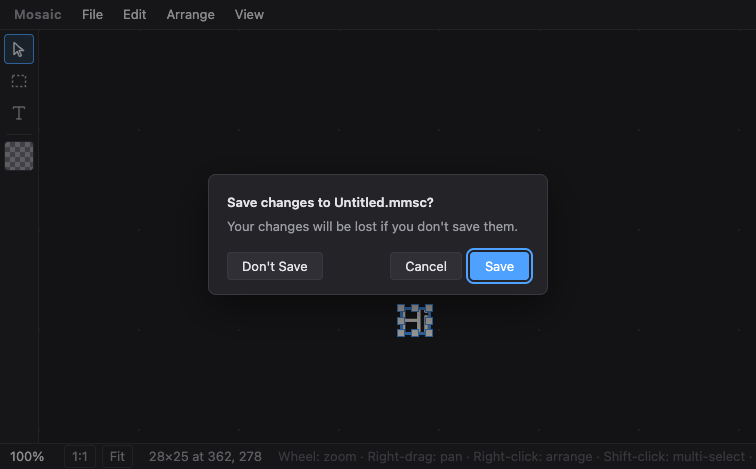 Mosaic File Edit Arrange View
T
Save changes to Untitled.mmsc?
Your changes will be lost if you don't save them.
Don't Save Cancel Save
Hi
100% 1:1 Fit 28×25 at 362, 278 Wheel: zoom · Right-drag: pan · Right-click: arrange · Shift-click: multi-select ·